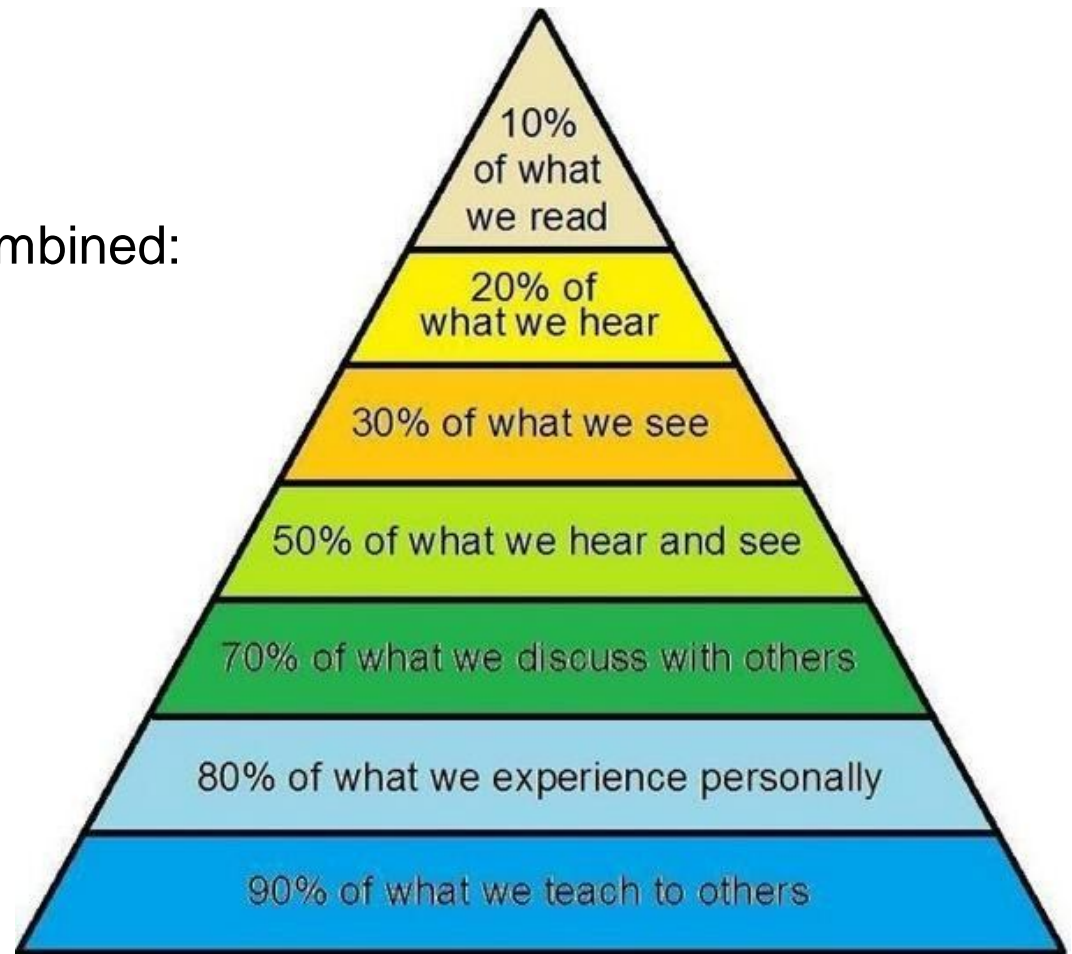 10%
of what
we read
mbined:
20% of
what we hear
30% of what we see
50% of what we hear and see
70% of what we discuss with others
80% of what we experience personally
90% of what we teach to others